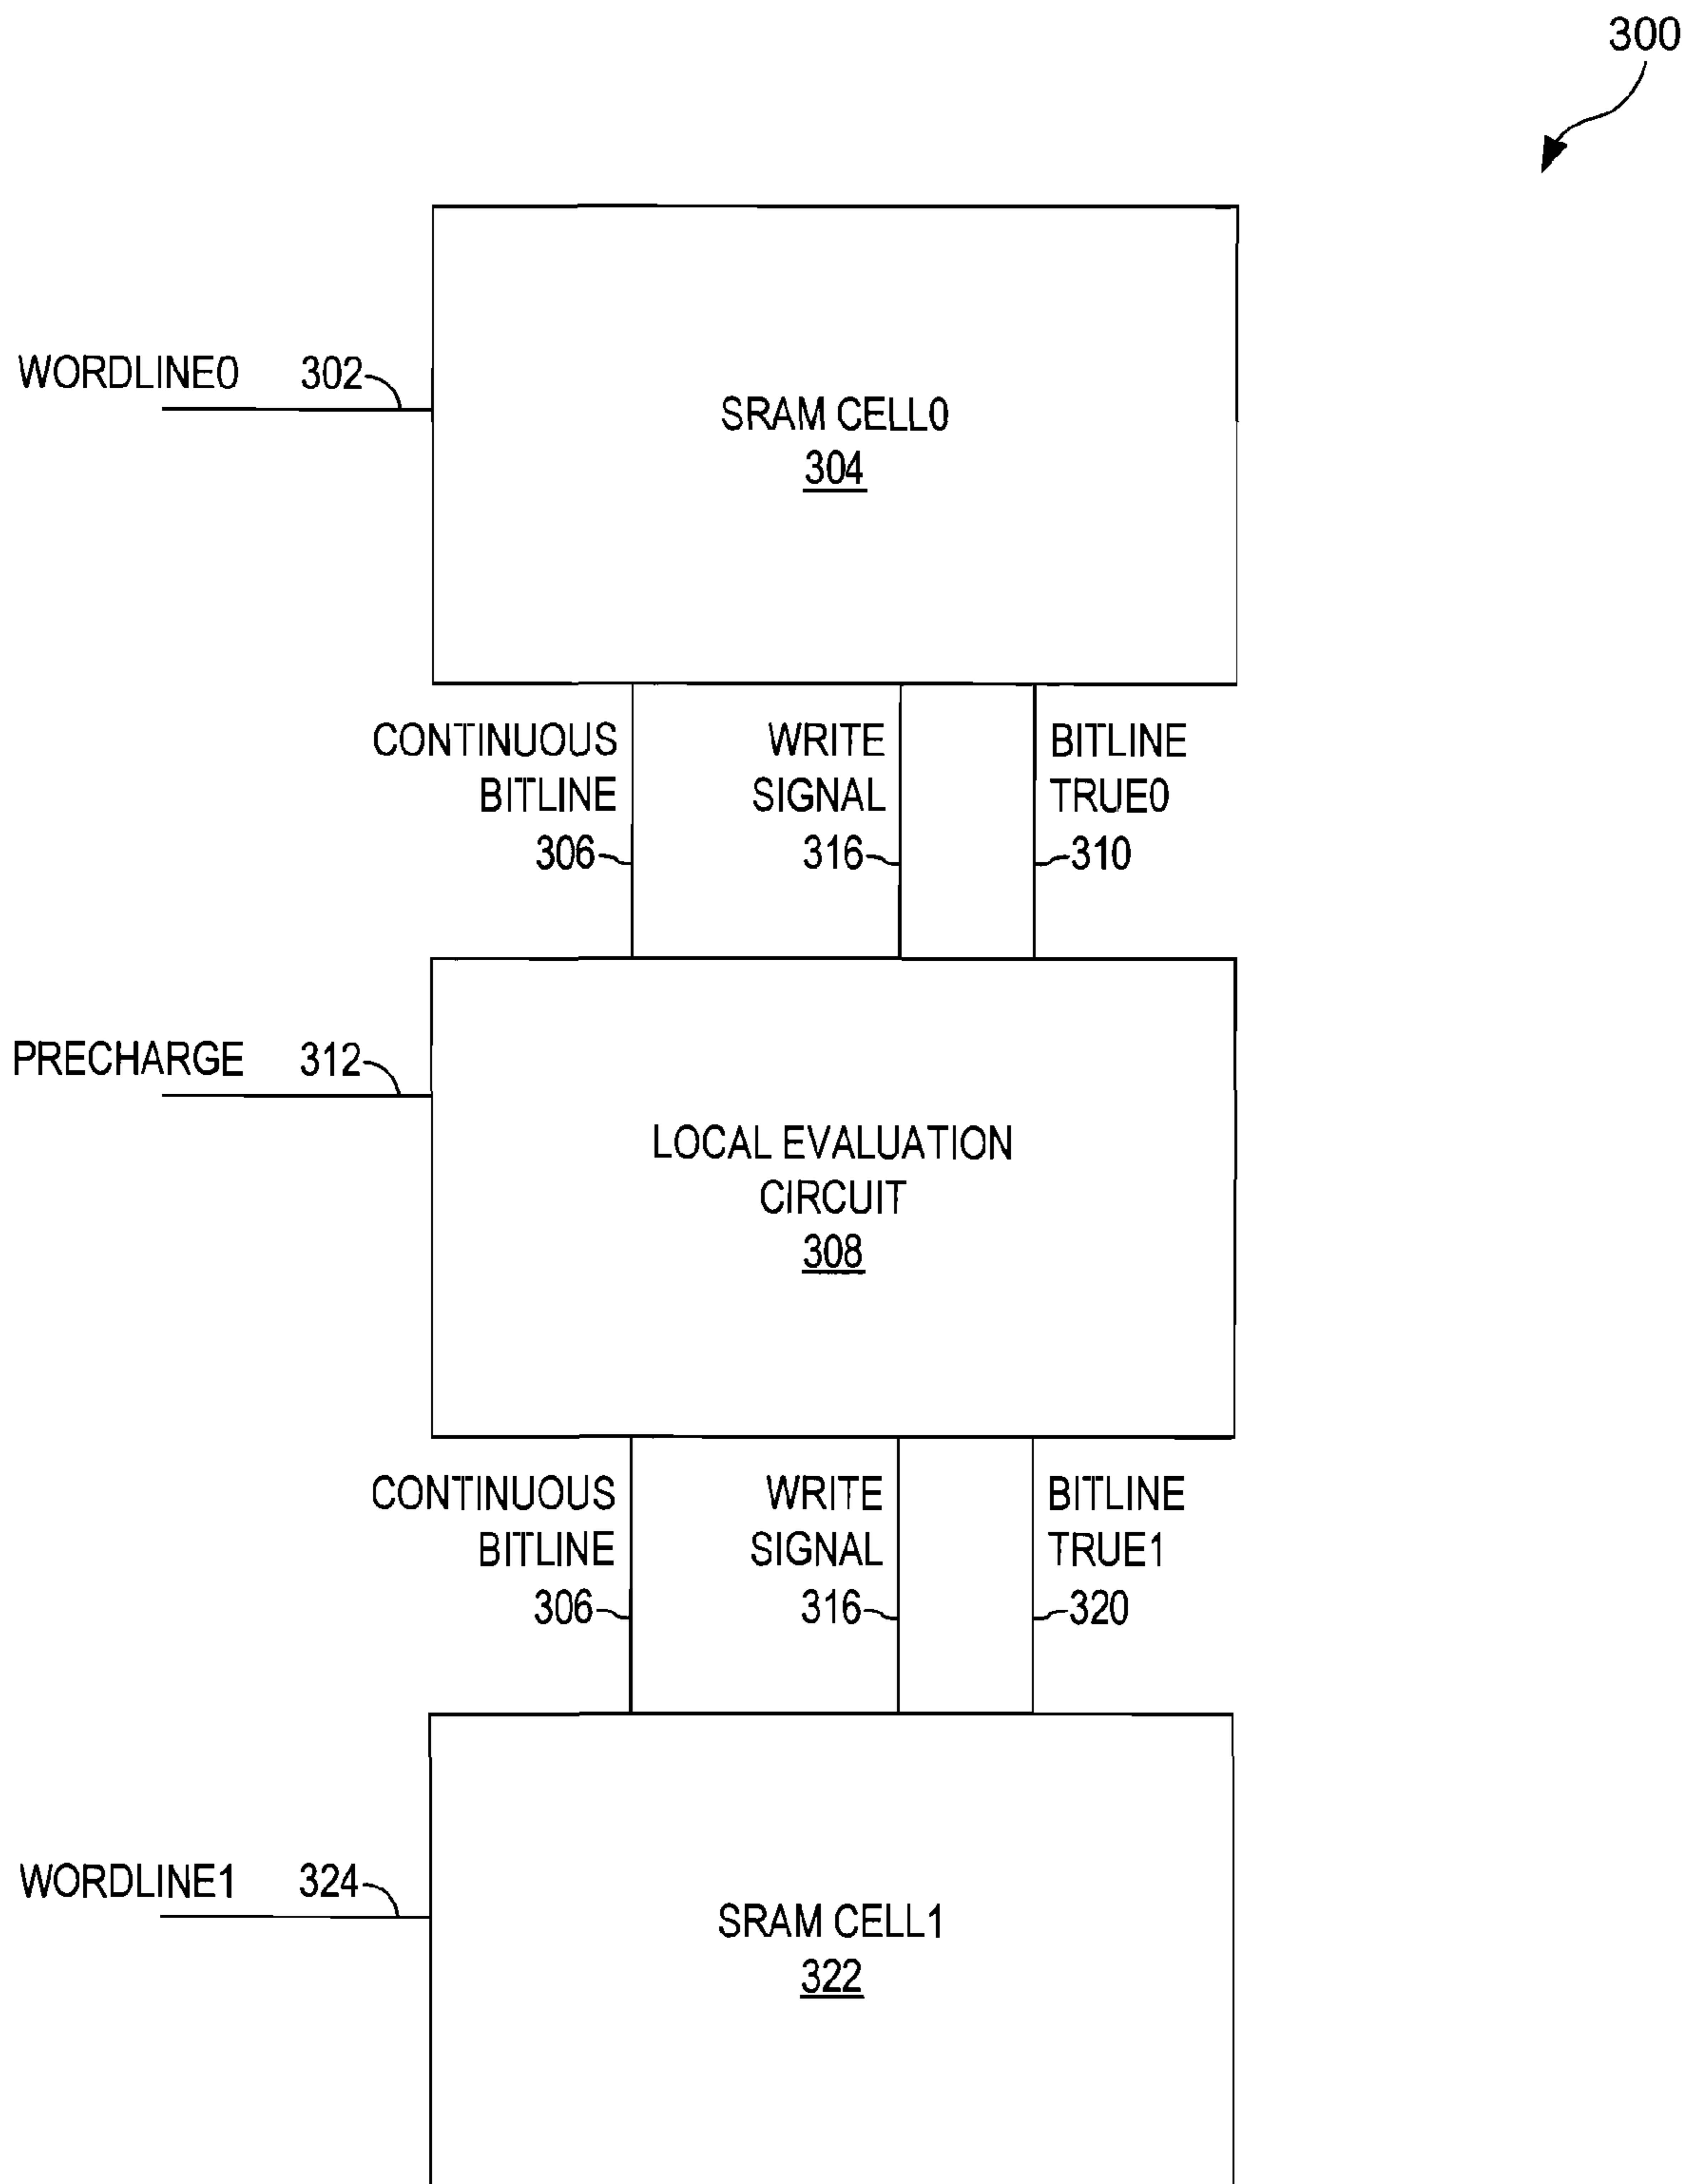 300
WORDLINE0 302
SRAM CELL0
304
CONTINUOUS
BITLINE
306
WRITE
SIGNAL
316
BITLINE
TRUE0
310
PRECHARGE 312
LOCAL EVALUATION
CIRCUIT
308
CONTINUOUS
BITLINE
306
WRITE
SIGNAL
316
BITLINE
TRUE1
320
WORDLINE1 324
SRAM CELL1
322